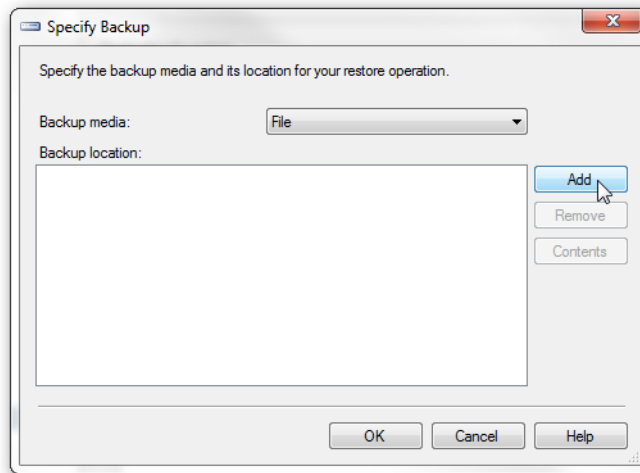 Specify Backup
Specify the backup media and its location for your restore operation.
Backup media:
File
Backup location:
Add
Remove
Contents
OK
Cancel
Help